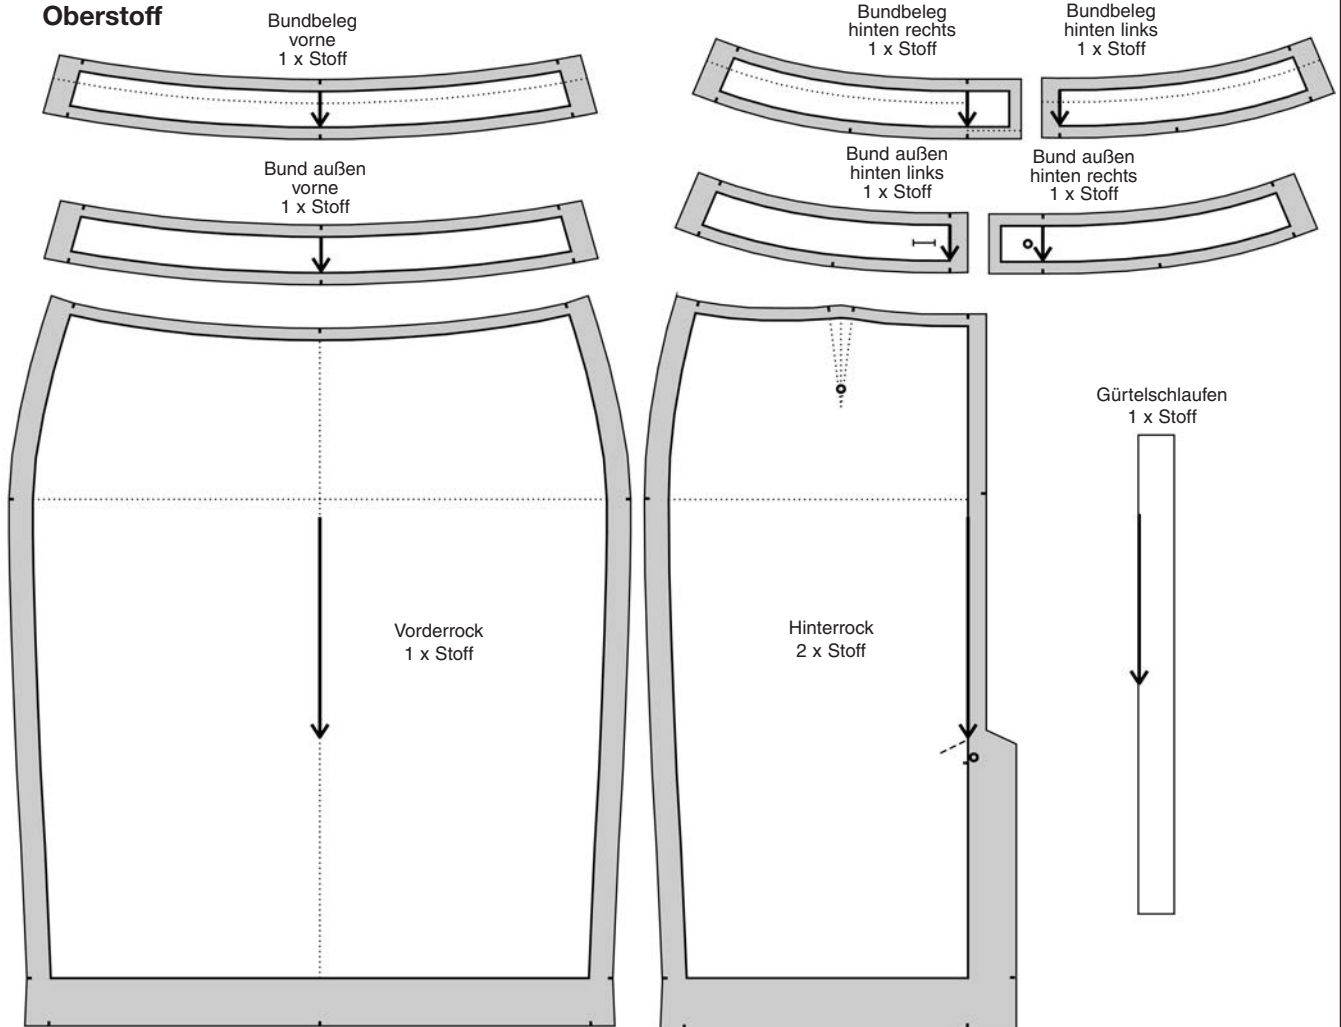 Oberstoff
Bundbeleg
vorne
1 x Stoff
Bundbeleg
hinten rechts
1 x Stoff
Bundbeleg
hinten links
1 x Stoff
Bund außen
vorne
1 x Stoff
Bund außen
hinten links
1 x Stoff
Bund außen
hinten rechts
1 x Stoff
Gürtelschlaufen
1 x Stoff
Vorderrock
1 x Stoff
Hinterrock
2 x Stoff